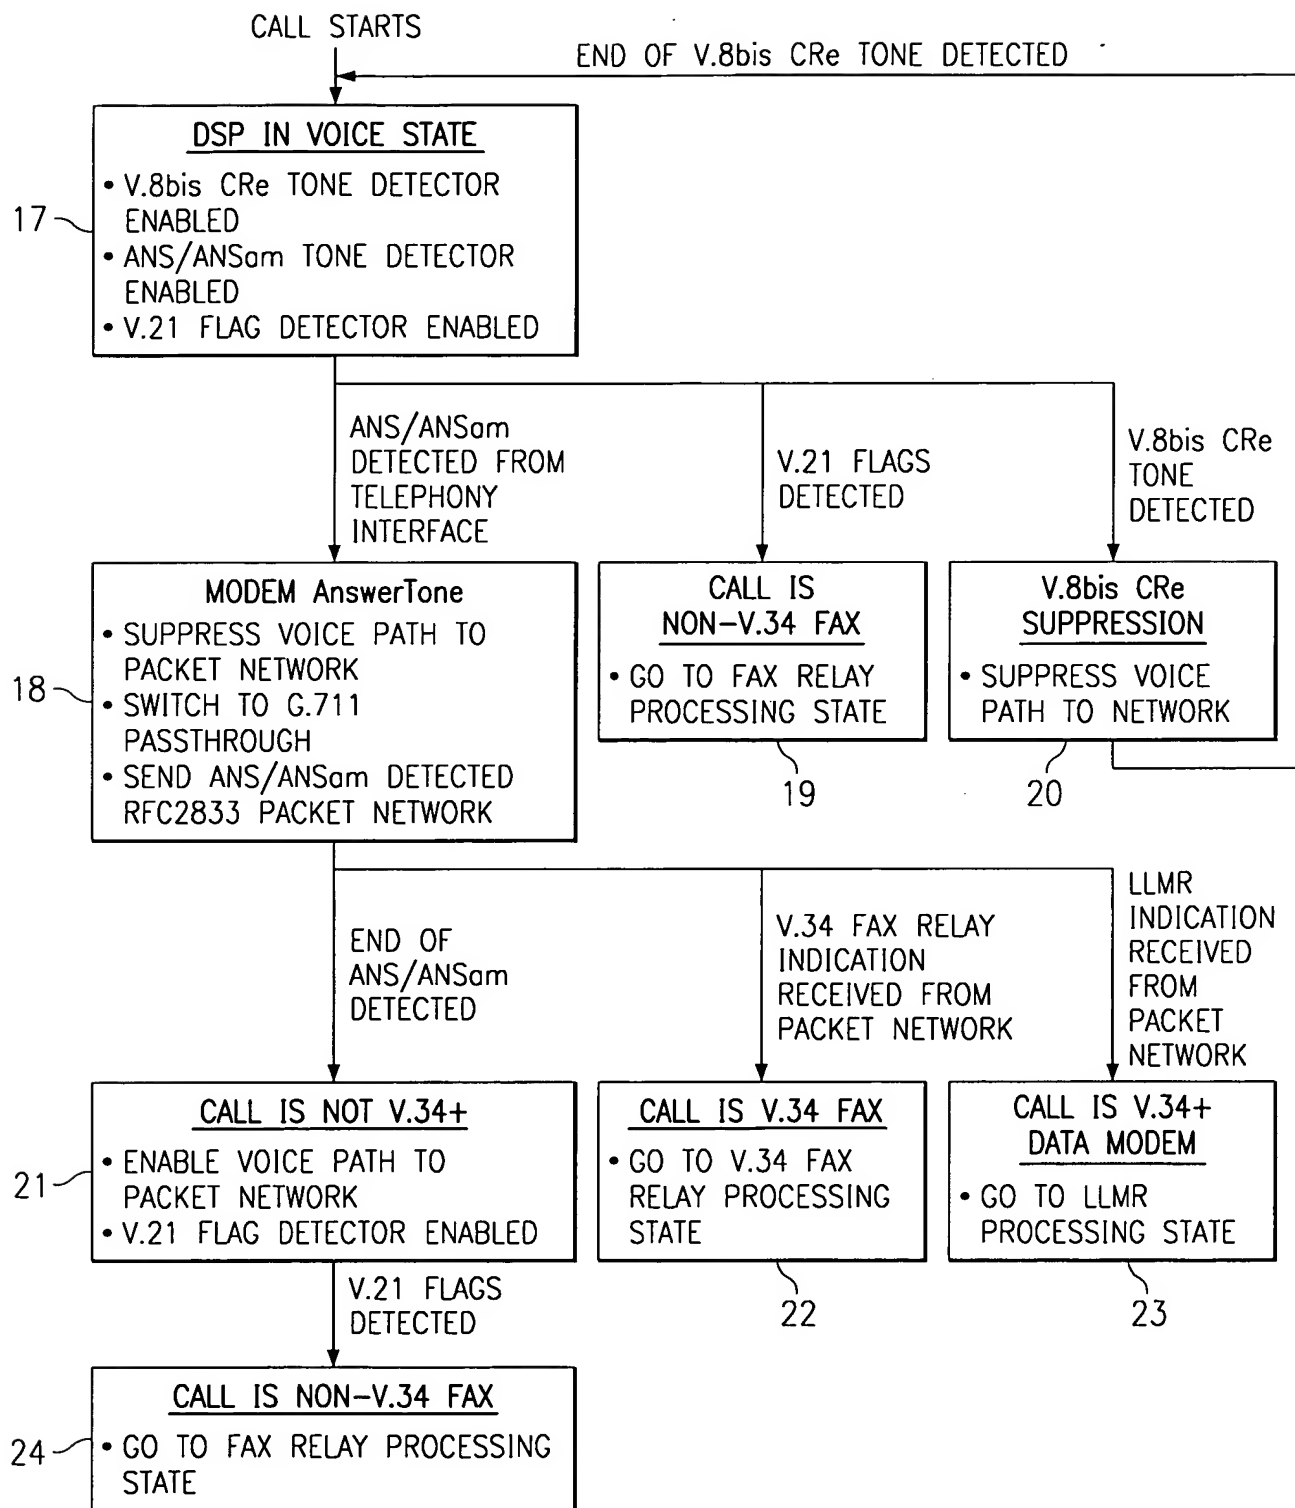 CALL STARTS
END OF V.8bis CRe TONE DETECTED
DSP IN VOICE STATE
• V.8bis CRe TONE DETECTOR
ENABLED
• ANS/ANSam TONE DETECTOR
ENABLED
• V.21 FLAG DETECTOR ENABLED
17
ANS/ANSam
DETECTED FROM
TELEPHONY
INTERFACE
V.21 FLAGS
DETECTED
V.8bis CRe
TONE
DETECTED
MODEM AnswerTone
• SUPPRESS VOICE PATH TO
PACKET NETWORK
• SWITCH TO G.711
PASSTHROUGH
• SEND ANS/ANSam DETECTED
RFC2833 PACKET NETWORK
18
CALL IS
NON-V.34 FAX
• GO TO FAX RELAY
PROCESSING STATE
19
V.8bis CRe
SUPPRESSION
• SUPPRESS VOICE
PATH TO NETWORK
20
END OF
ANS/ANSam
DETECTED
V.34 FAX RELAY
INDICATION
RECEIVED FROM
PACKET NETWORK
LLMR
INDICATION
RECEIVED
FROM
PACKET
NETWORK
CALL IS NOT V.34+
• ENABLE VOICE PATH TO
PACKET NETWORK
• V.21 FLAG DETECTOR ENABLED
21
CALL IS V.34 FAX
• GO TO V.34 FAX
RELAY PROCESSING
STATE
22
CALL IS V.34+
DATA MODEM
• GO TO LLMR
PROCESSING STATE
23
V.21 FLAGS
DETECTED
CALL IS NON-V.34 FAX
• GO TO FAX RELAY PROCESSING
STATE
24